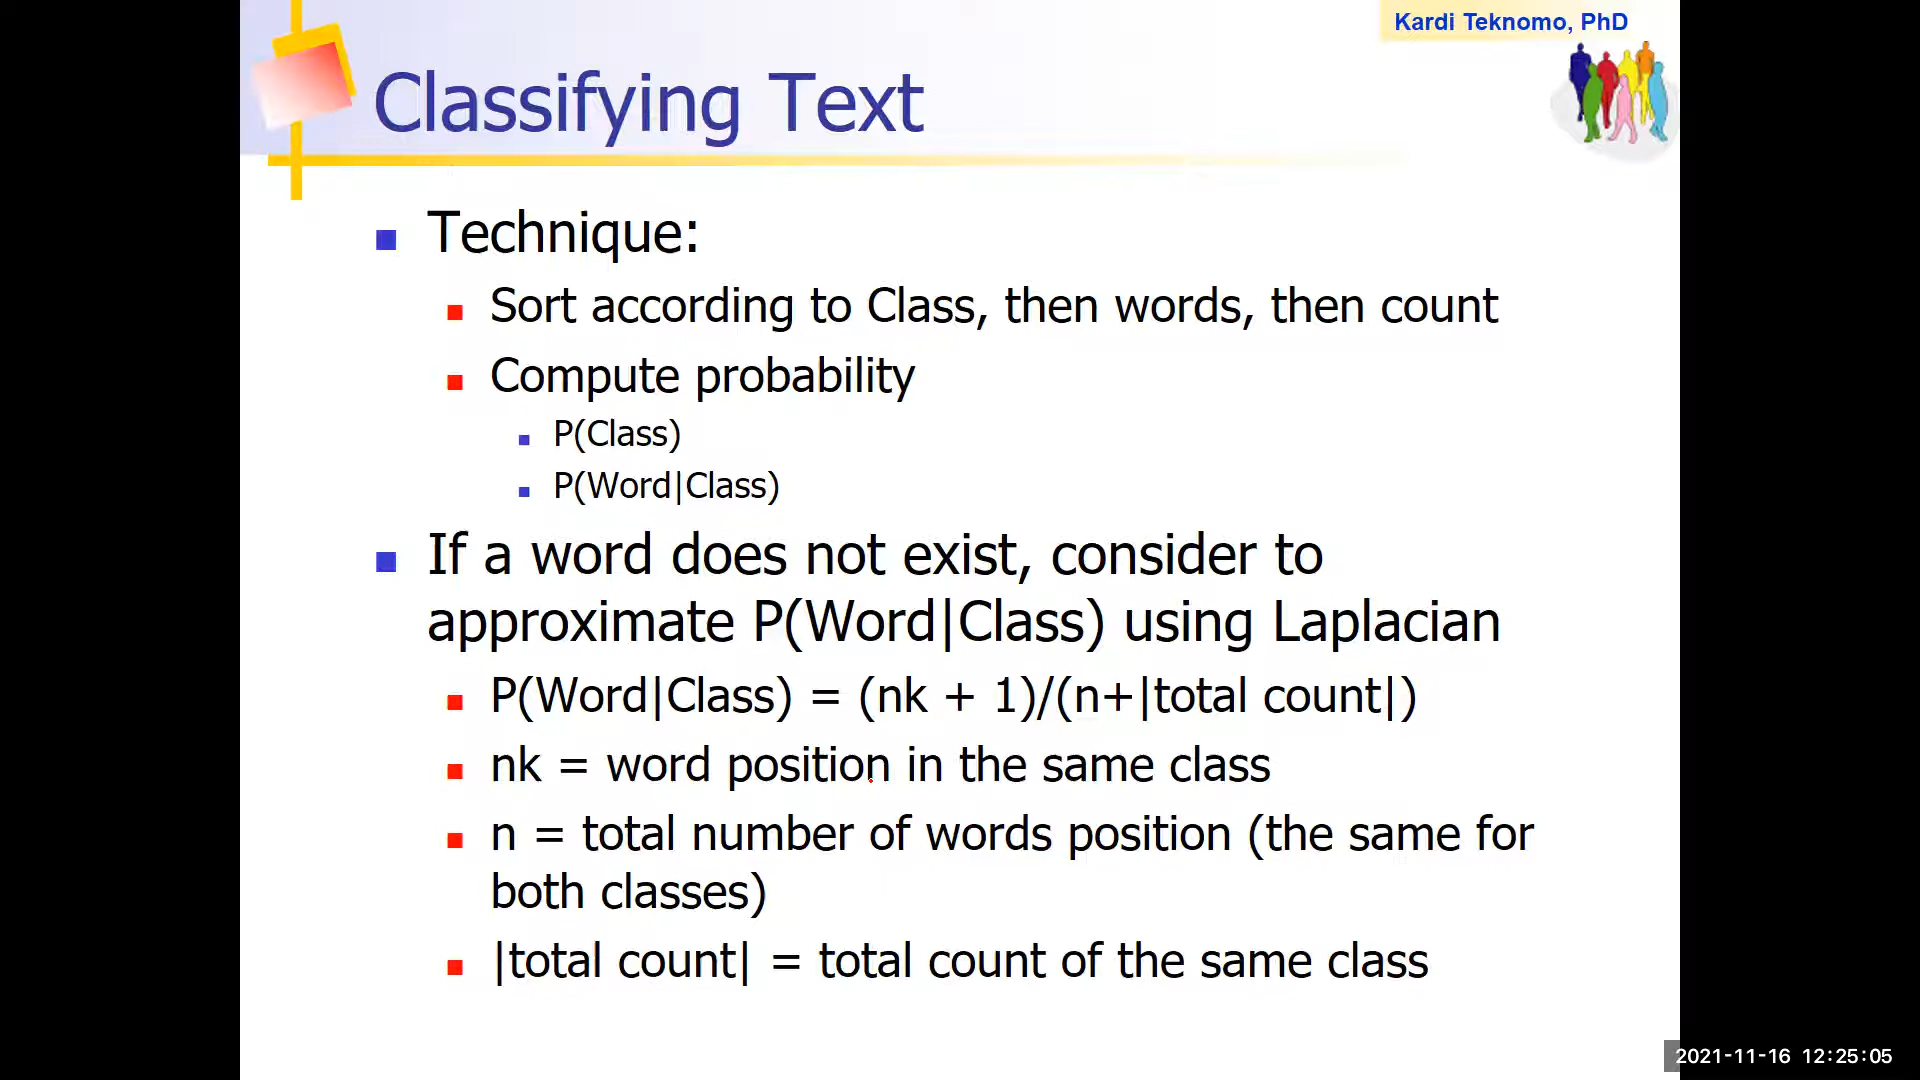 Kardi Teknomo, PhD
Classifying Text
Technique:
Sort according to Class, then words, then count
Compute probability
P(Class)
P(Word|Class)
If a word does not exist, consider to
approximate P(Word|Class) using Laplacian
P(Word|Class) = (nk + 1)/(n+|total count|)
nk = word position in the same class
n = total number of words position (the same for
both classes)
|total count| = total count of the same class
2021-11-16 12:25:05